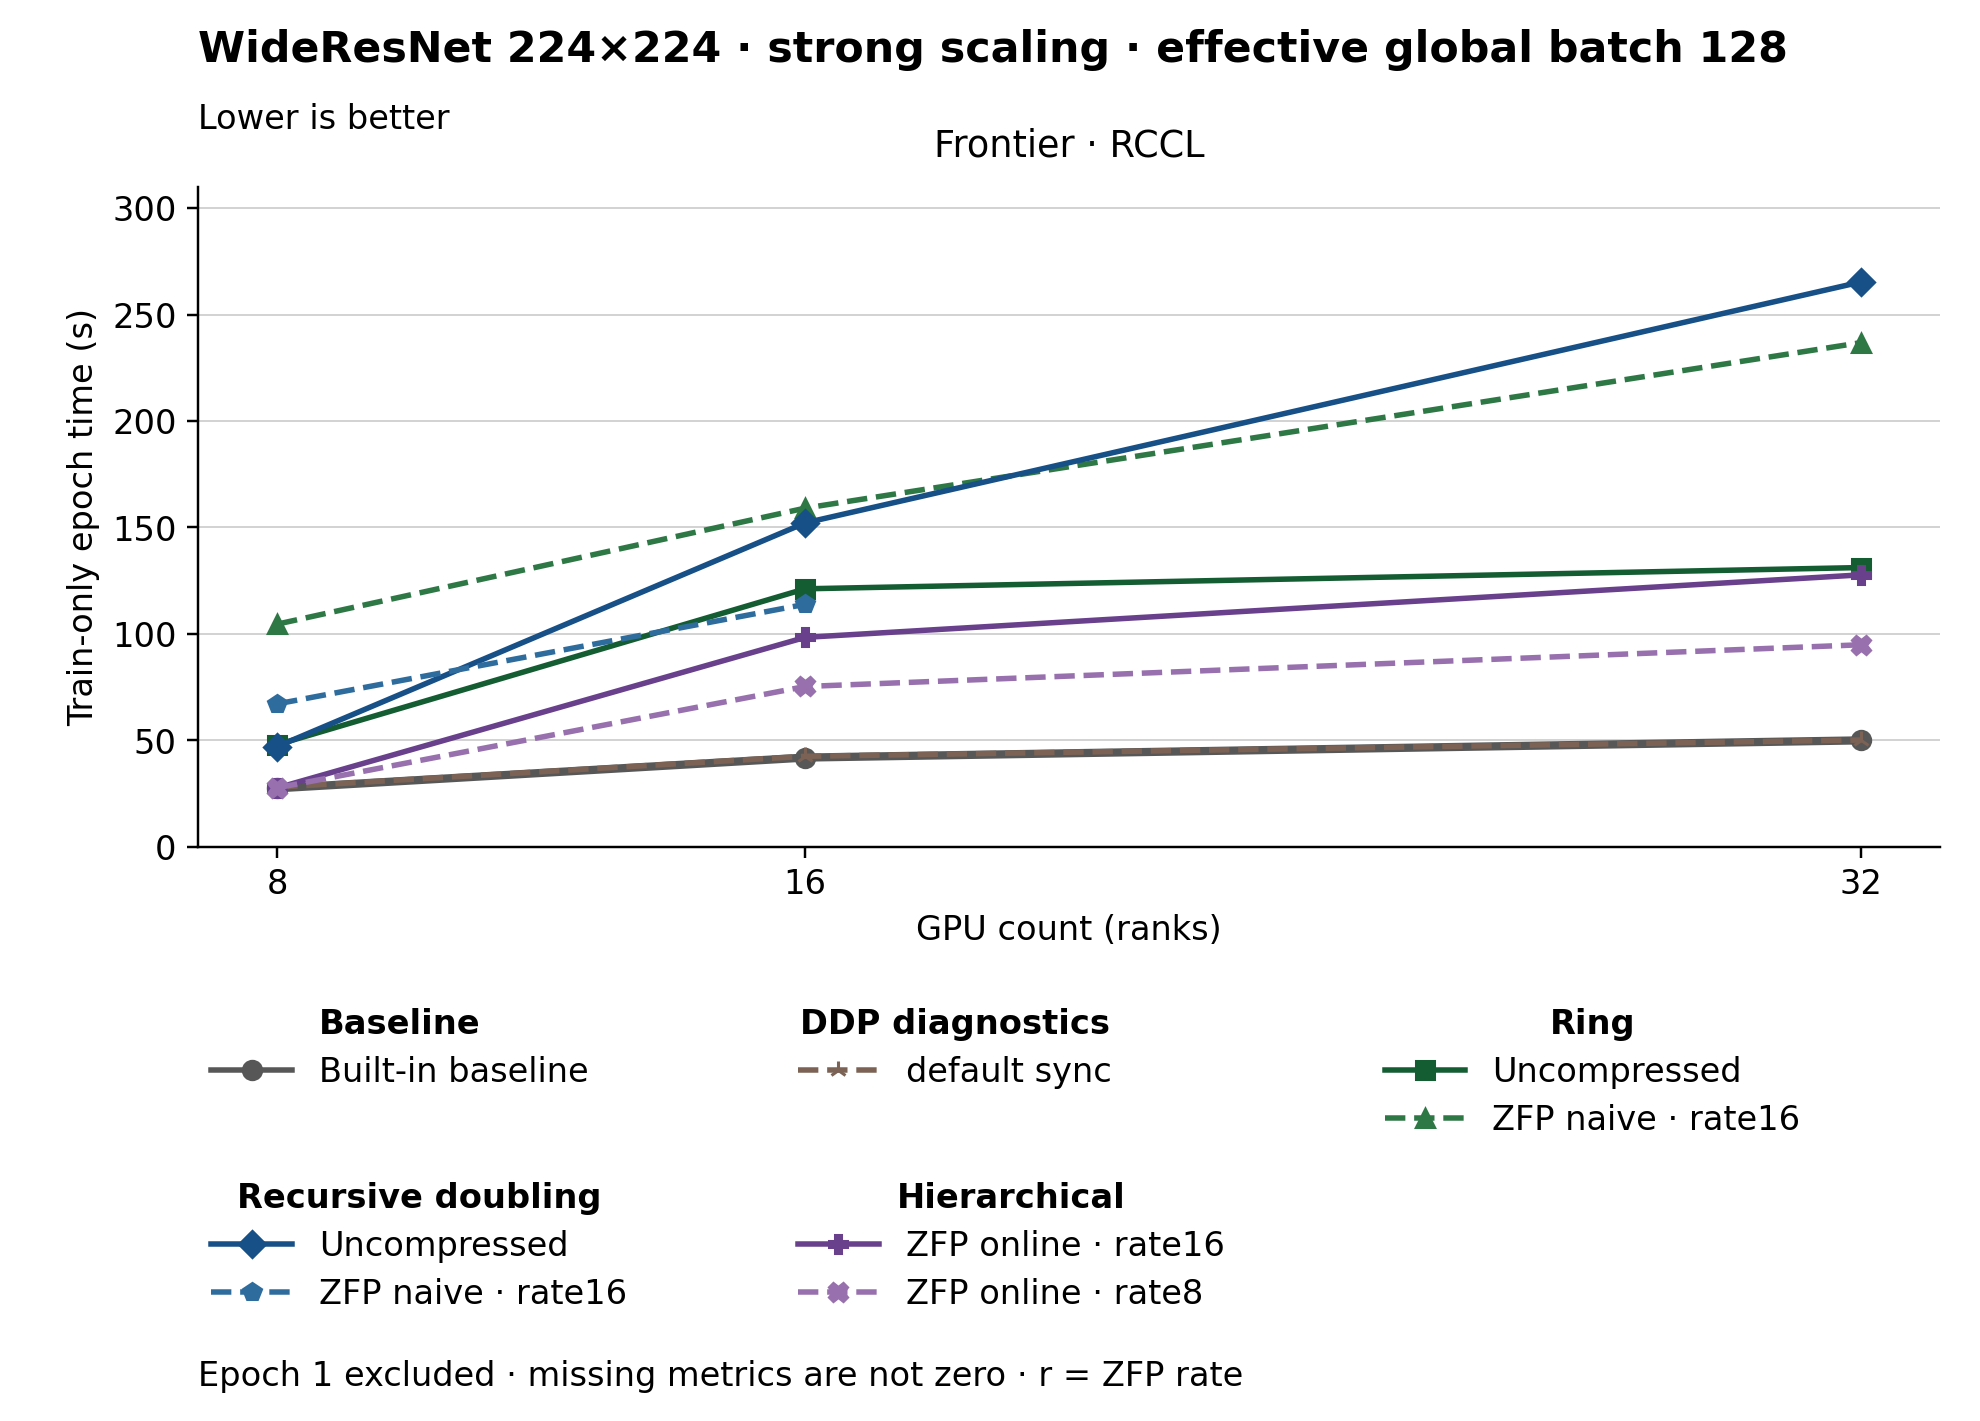 WideResNet 224×224 · strong scaling · effective global batch 128
Lower is better
Frontier · RCCL
Train-only epoch time (s)
300
250
200
150
100
50
0
8 16 32
GPU count (ranks)
Baseline
Built-in baseline
DDP diagnostics
default sync
Ring
Uncompressed
ZFP naive · rate16
Recursive doubling
Uncompressed
ZFP naive · rate16
Hierarchical
ZFP online · rate16
ZFP online · rate8
Epoch 1 excluded · missing metrics are not zero · r = ZFP rate